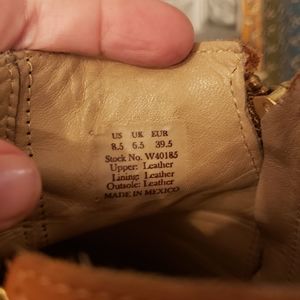 US UK EUR
8.5 6.5 39.5
Stock No. W40185
Upper: Leather
Lining: Leather
Outsole: Leather
MADE IN MEXICO